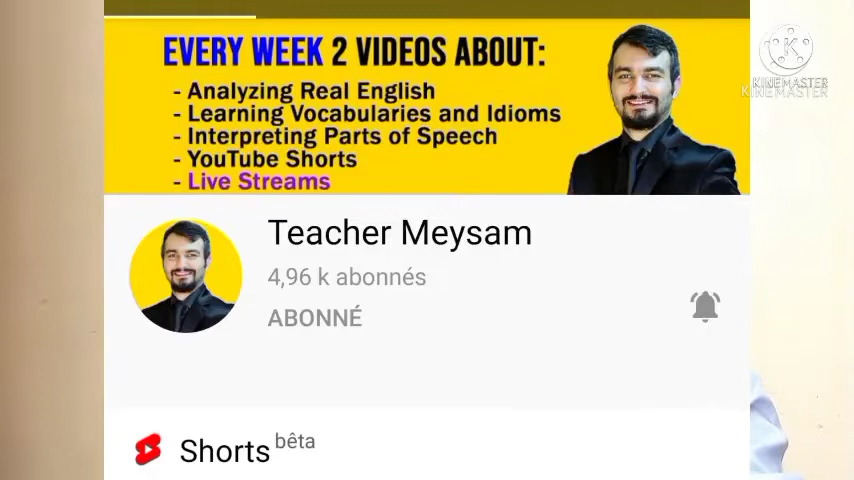 EVERY WEEK 2 VIDEOS ABOUT:
- Analyzing Real English
- Learning Vocabularies and Idioms
- Interpreting Parts of Speech
- YouTube Shorts
- Live Streams
K
KINEMASTER
KINEMASTER
Teacher Meysam
4,96 k abonnés
ABONNÉ
Shorts bêta